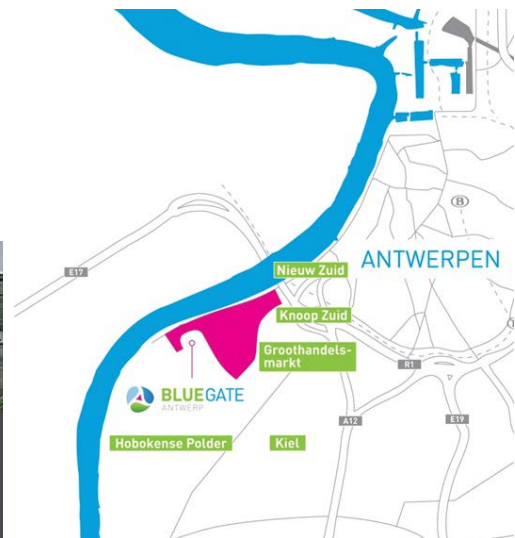 B
ANTWERPEN
Nieuw Zuid
E17
Knoop Zuid
Groothandels-
markt
R1
BLUEGATE
ANTWERP
A12
E19
Hobokense Polder
Kiel